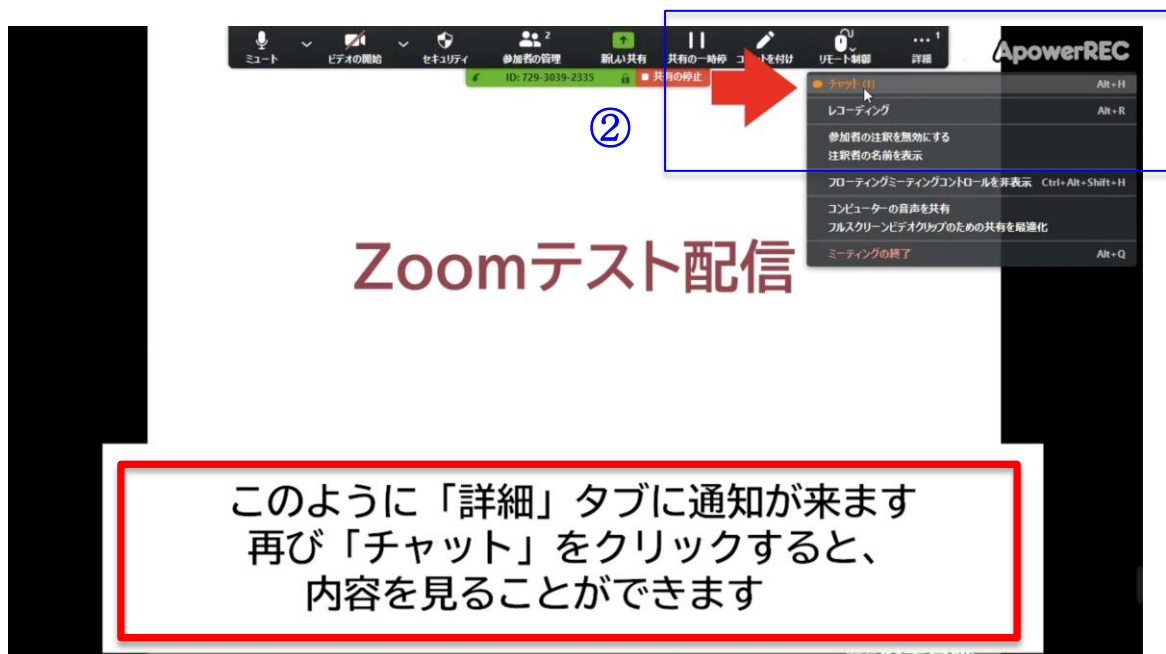 2
1
ミュート
ビデオの開始
セキュリティ
参加者の管理
新しい共有
共有の一時停
リモート制御
詳細
ApowerREC
ID: 729-3039-2335
共有の停止
チャット (1) Alt+H
レコーディング Alt+R
②
参加者の注釈を無効にする
注釈者の名前を表示
フローティングミーティングコントロールを非表示 Ctrl+Alt+Shift+H
コンピューターの音声を共有
フルスクリーンビデオクリップのための共有を最適化
ミーティングの終了 Alt+Q
Zoomテスト配信
このように「詳細」タブに通知が来ます
再び「チャット」をクリックすると、
内容を見ることができます